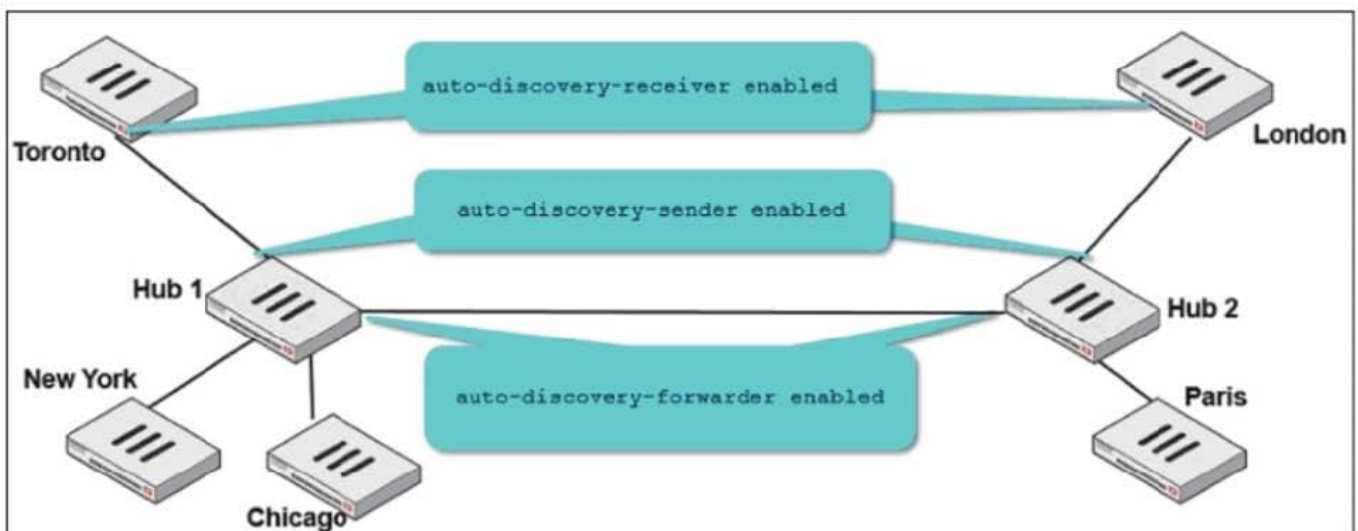 auto-discovery-receiver enabled
Toronto
London
auto-discovery-sender enabled
Hub 1
Hub 2
New York
auto-discovery-forwarder enabled
Paris
Chicago